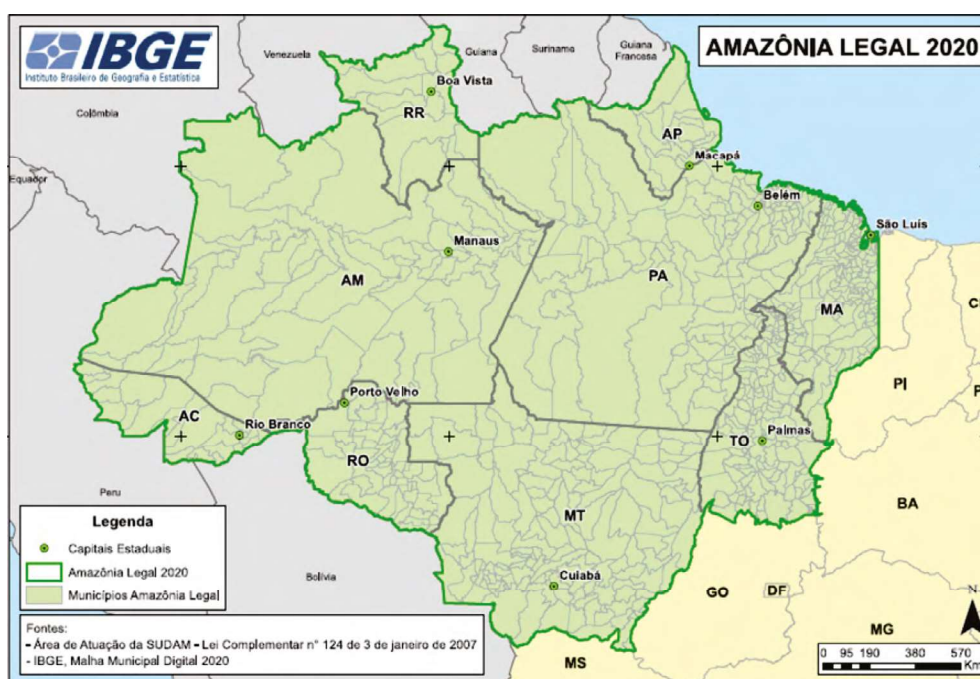 IBGE
Instituto Brasileiro de Geografia e Estatística
AMAZÔNIA LEGAL 2020
Venezuela
Guiana
Suriname
Guiana
Francesa
Colômbia
Equador
Boa Vista
RR
AP
Macapá
Belém
São Luís
Manaus
AM
PA
MA
PI
Porto Velho
AC
Rio Branco
RO
Palmas
TO
BA
Peru
MT
Bolívia
Cuiabá
GO
DF
MG
MS
Legenda
Capitais Estaduais
Amazônia Legal 2020
Municípios Amazônia Legal
Fontes:
- Área de Atuação da SUDAM - Lei Complementar n° 124 de 3 de janeiro de 2007
- IBGE, Malha Municipal Digital 2020
N
0 95 190 380 570
Km